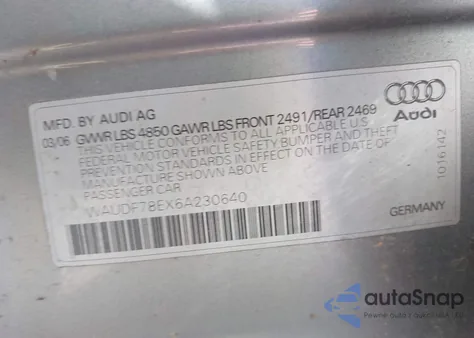 MFD. BY AUDI AG
03/06 GVWR LBS 4850 GAWR LBS FRONT 2491/REAR 2469
THIS VEHICLE CONFORMS TO ALL APPLICABLE U.S.
FEDERAL MOTOR VEHICLE SAFETY BUMPER AND THEFT
PREVENTION STANDARDS IN EFFECT ON THE DATE OF
MANUFACTURE SHOWN ABOVE
PASSENGER CAR
WAUDF78EX6A230640
Audi
1016142
GERMANY
autaSnap